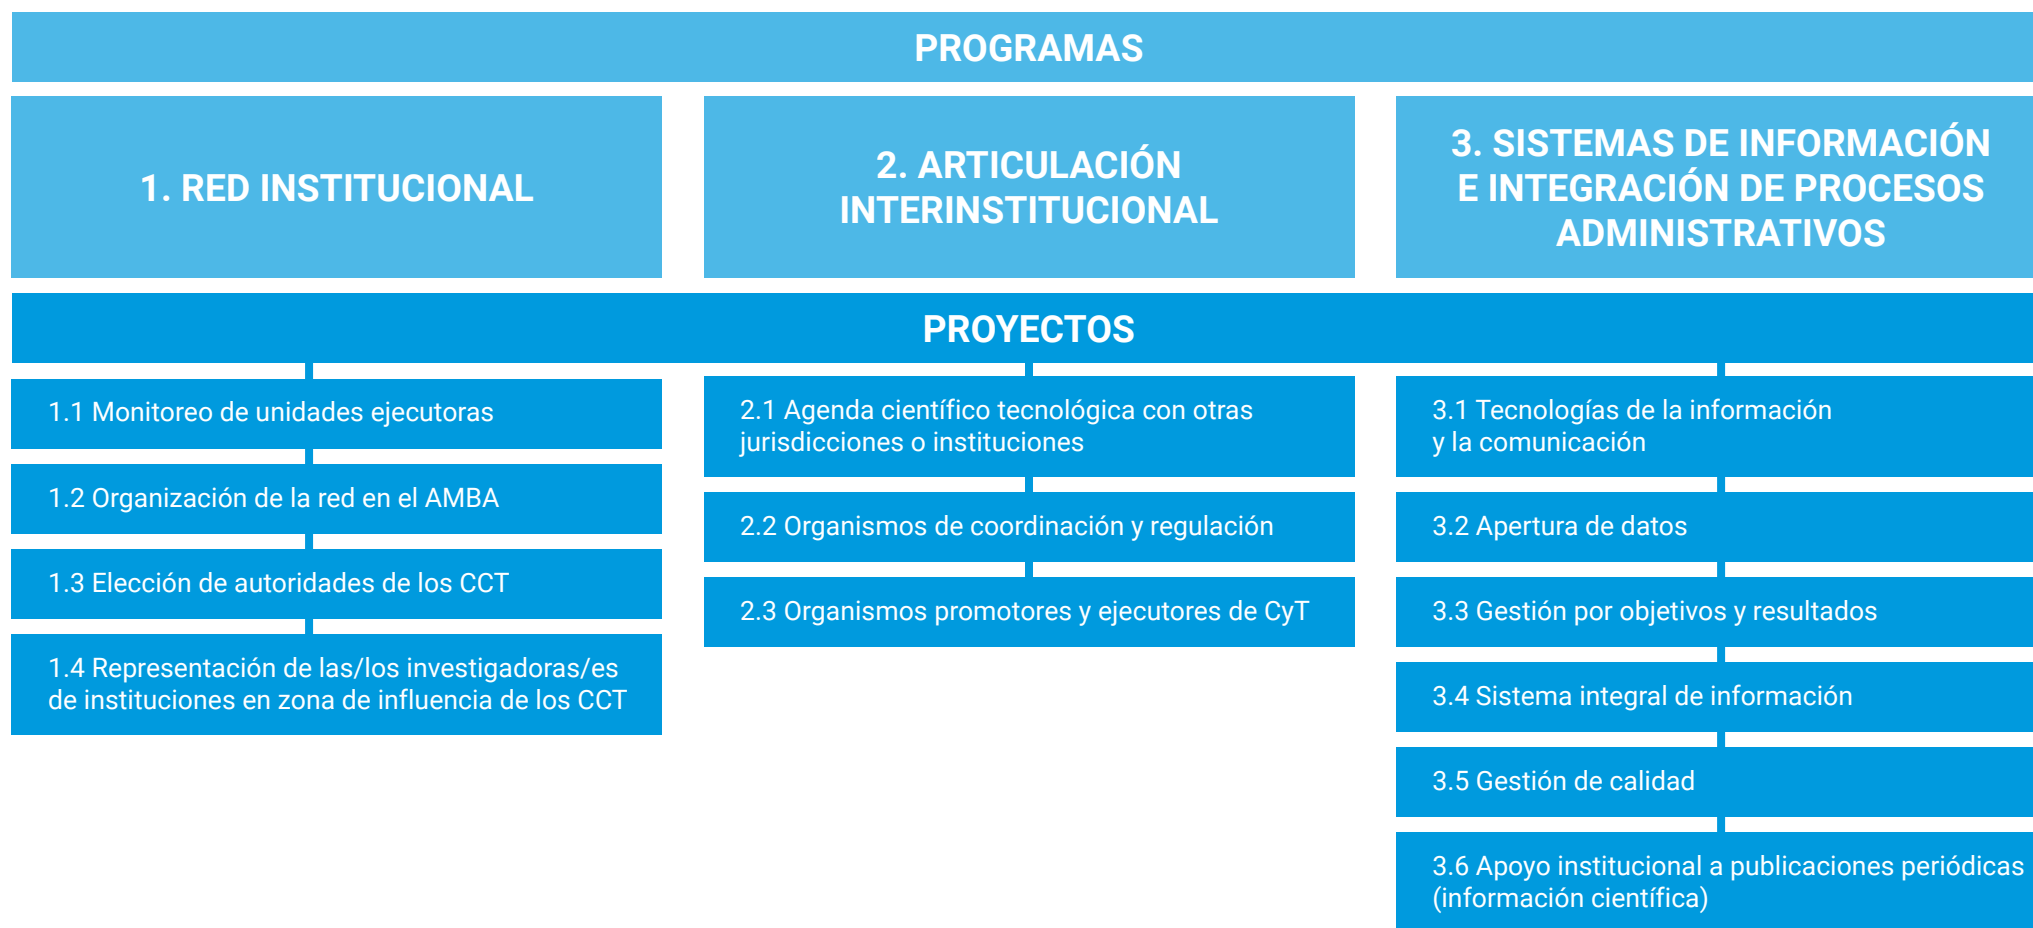 PROGRAMAS
1. RED INSTITUCIONAL
2. ARTICULACIÓN
INTERINSTITUCIONAL
3. SISTEMAS DE INFORMACIÓN
E INTEGRACIÓN DE PROCESOS
ADMINISTRATIVOS
PROYECTOS
1.1 Monitoreo de unidades ejecutoras
1.2 Organización de la red en el AMBA
1.3 Elección de autoridades de los CCT
1.4 Representación de las/los investigadoras/es
de instituciones en zona de influencia de los CCT
2.1 Agenda científico tecnológica con otras
jurisdicciones o instituciones
2.2 Organismos de coordinación y regulación
2.3 Organismos promotores y ejecutores de CyT
3.1 Tecnologías de la información
y la comunicación
3.2 Apertura de datos
3.3 Gestión por objetivos y resultados
3.4 Sistema integral de información
3.5 Gestión de calidad
3.6 Apoyo institucional a publicaciones periódicas
(información científica)